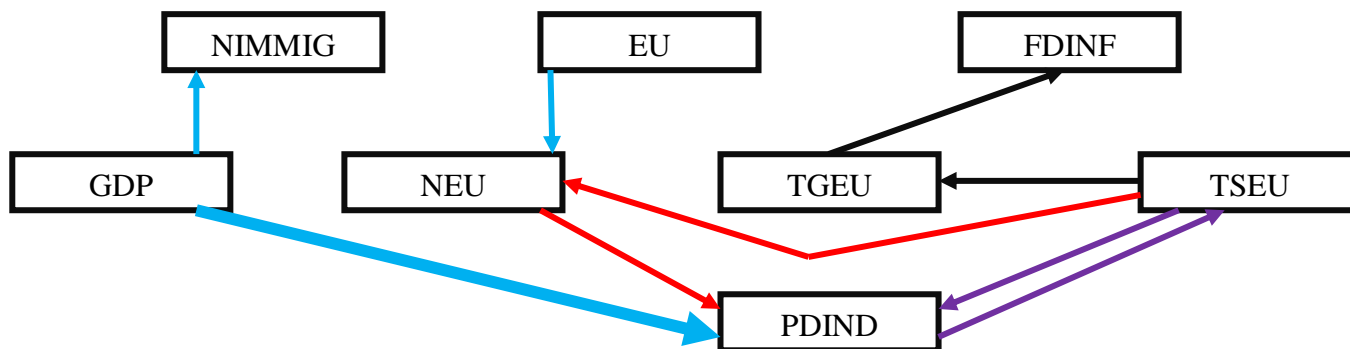 NIMMIG
EU
FDINF
GDP
NEU
TGEU
TSEU
PDIND